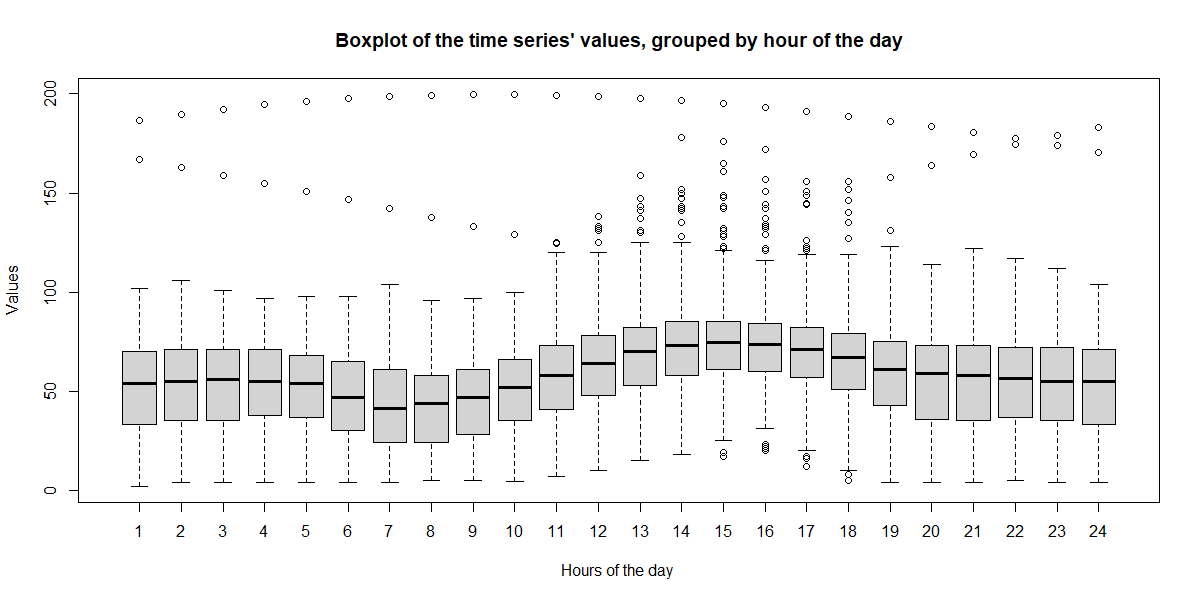 Boxplot of the time series' values, grouped by hour of the day
200
150
100
50
0
Values
1 2 3 4 5 6 7 8 9 10 11 12 13 14 15 16 17 18 19 20 21 22 23 24
Hours of the day